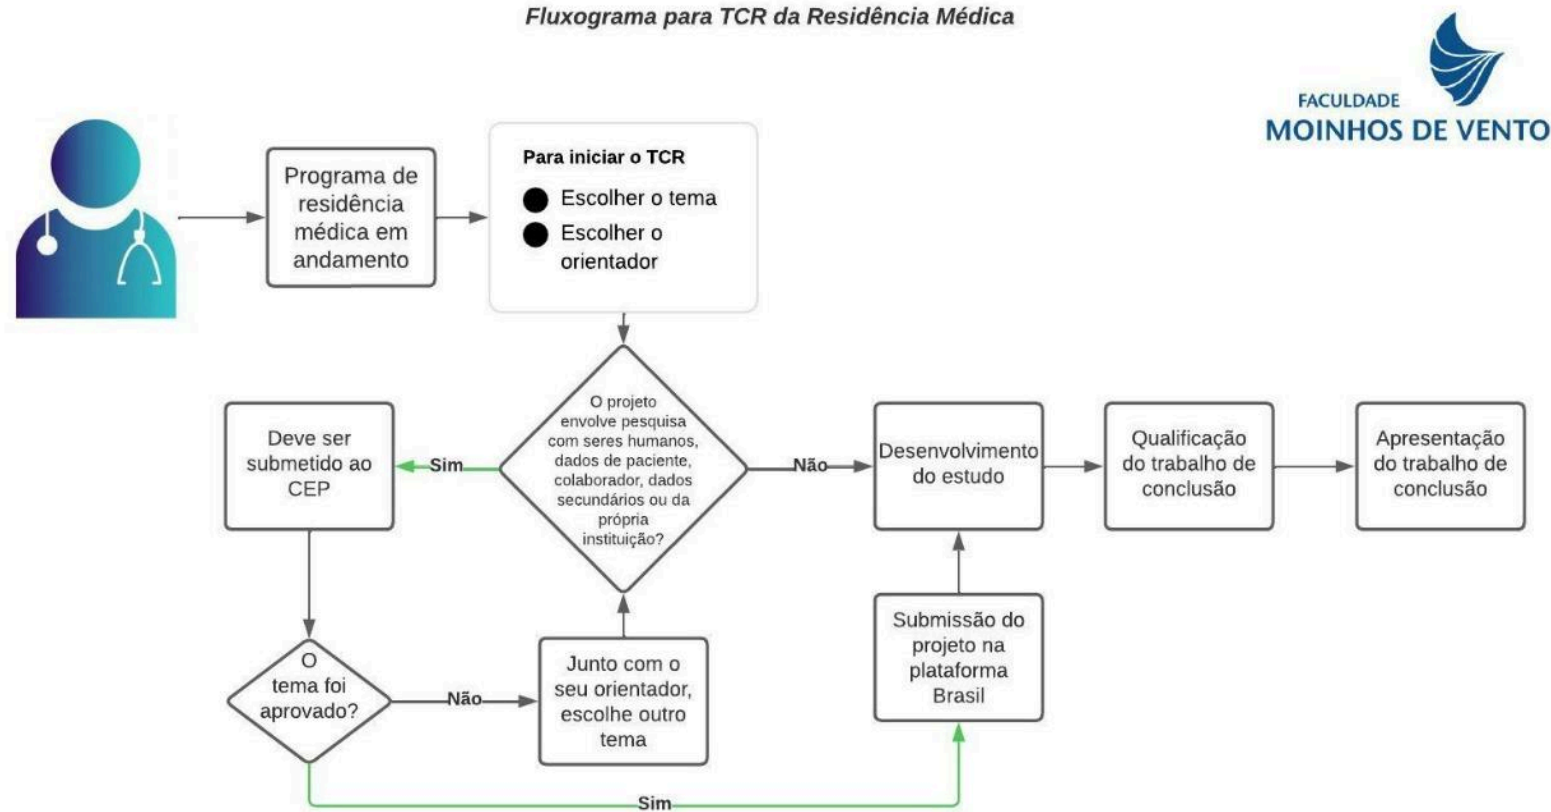 Fluxograma para TCR da Residência Médica
FACULDADE
MOINHOS DE VENTO
Programa de
residência
médica em
andamento
Para iniciar o TCR
Escolher o tema
Escolher o
orientador
O projeto
envolve pesquisa
com seres humanos,
dados de paciente,
colaborador, dados
secundários ou da
própria
instituição?
Sim
Deve ser
submetido ao
CEP
Não
Desenvolvimento
do estudo
Qualificação
do trabalho de
conclusão
Apresentação
do trabalho de
conclusão
O
tema foi
aprovado?
Não
Junto com o
seu orientador,
escolhe outro
tema
Submissão do
projeto na
plataforma
Brasil
Sim